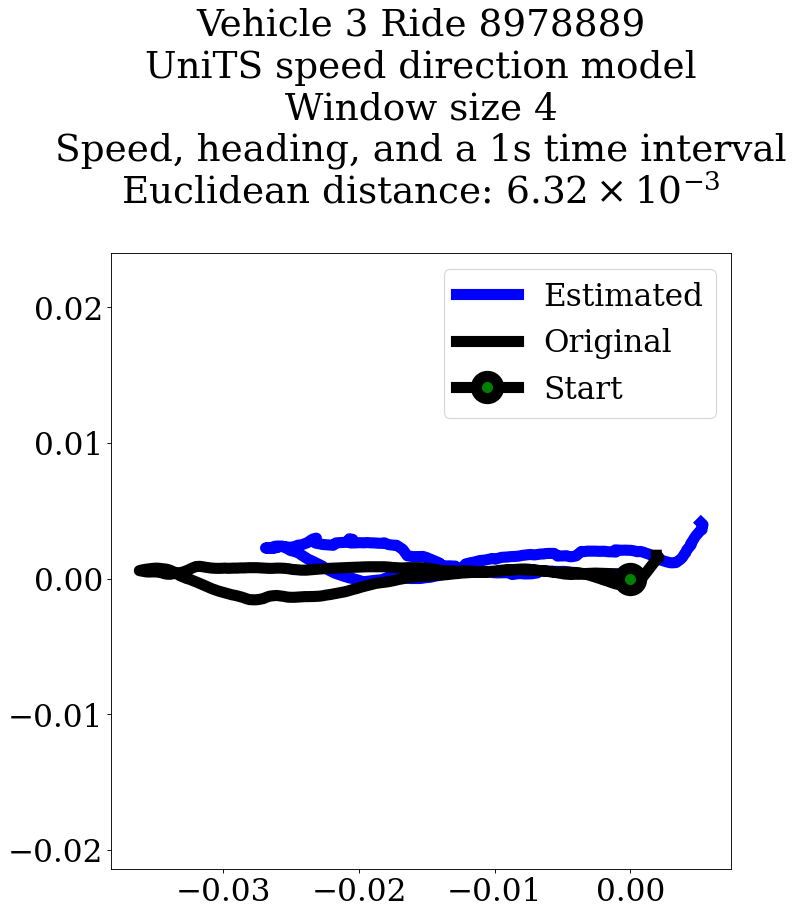 Vehicle 3 Ride 8978889
UniTS speed direction model
Window size 4
Speed, heading, and a 1s time interval
Euclidean distance: 6.32 × 10⁻³
Estimated
Original
Start
0.02
0.01
0.00
−0.01
−0.02
−0.03 −0.02 −0.01 0.00